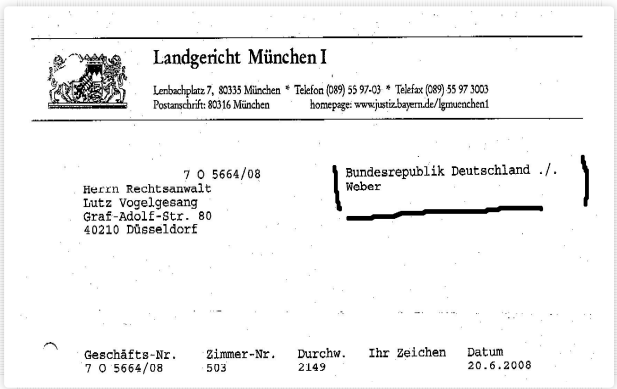 Landgericht München I
Lenbachplatz 7, 80335 München * Telefon (089) 55 97-03 * Telefax (089) 55 97 3003
Postanschrift: 80316 München homepage: www.justiz.bayern.de/lgmuenchen1
7 O 5664/08
Herrn Rechtsanwalt
Lutz Vogelgesang
Graf-Adolf-Str. 80
40210 Düsseldorf
Bundesrepublik Deutschland ./.
Weber
Geschäfts-Nr. Zimmer-Nr. Durchw. Ihr Zeichen Datum
7 O 5664/08 503 2149 20.6.2008